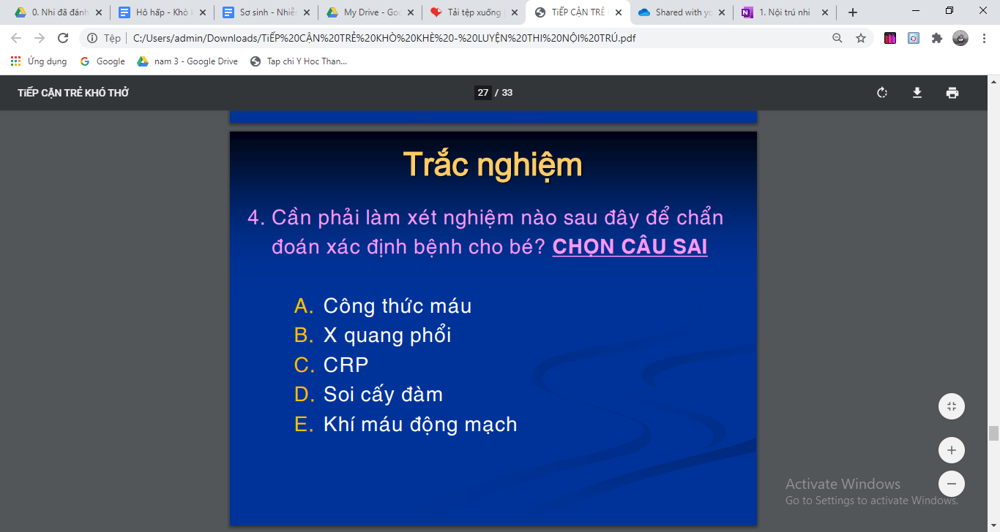 0. Nhi đã đánh
Hô hấp - Khò k
Sơ sinh - Nhiễ
My Drive - Goo
Tải tệp xuống
TIẾP CẬN TRẺ
Shared with yo
1. Nội trú nhi
Tệp
C:/Users/admin/Downloads/TiẾP%20CẬN%20TRẺ%20KHÒ%20KHÈ%20-%20LUYỆN%20THI%20NỘI%20TRÚ.pdf
Ứng dụng
Google
nam 3 - Google Drive
Tạp chi Y Hoc Than...
TiẾP CẬN TRẺ KHÓ THỞ
27 / 33
Trắc nghiệm
4. Cần phải làm xét nghiệm nào sau đây để chẩn
đoán xác định bệnh cho bé? CHỌN CÂU SAI
A. Công thức máu
B. X quang phổi
C. CRP
D. Soi cấy đàm
E. Khí máu động mạch
Activate Windows
Go to Settings to activate Windows.